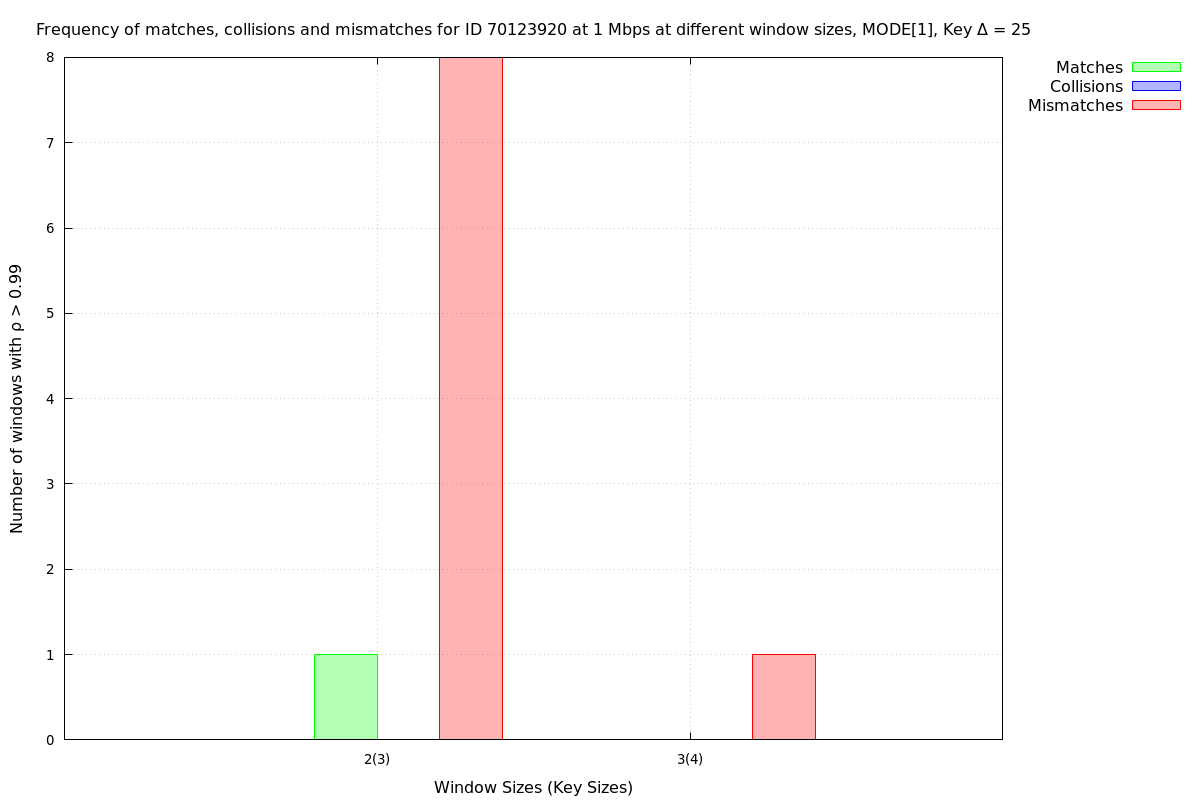 Frequency of matches, collisions and mismatches for ID 70123920 at 1 Mbps at different window sizes, MODE[1], Key Δ = 25
Matches
Collisions
Mismatches
Number of windows with ρ > 0.99
8
7
6
5
4
3
2
1
0
2(3)
3(4)
Window Sizes (Key Sizes)